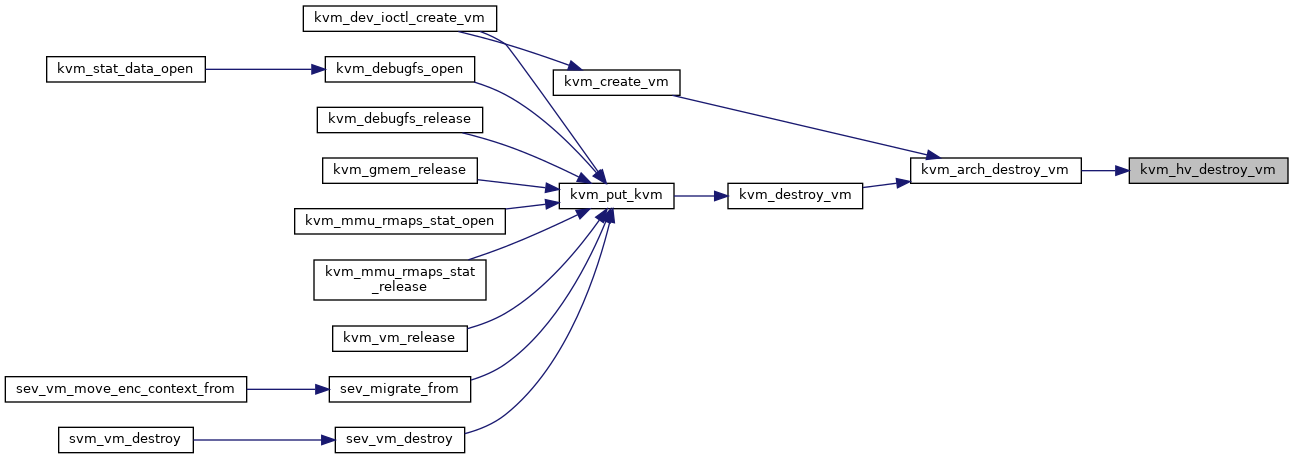 kvm_dev_ioctl_create_vm
kvm_stat_data_open
kvm_debugfs_open
kvm_create_vm
kvm_debugfs_release
kvm_gmem_release
kvm_arch_destroy_vm
kvm_hv_destroy_vm
kvm_put_kvm
kvm_destroy_vm
kvm_mmu_rmaps_stat_open
kvm_mmu_rmaps_stat
_release
kvm_vm_release
sev_vm_move_enc_context_from
sev_migrate_from
svm_vm_destroy
sev_vm_destroy